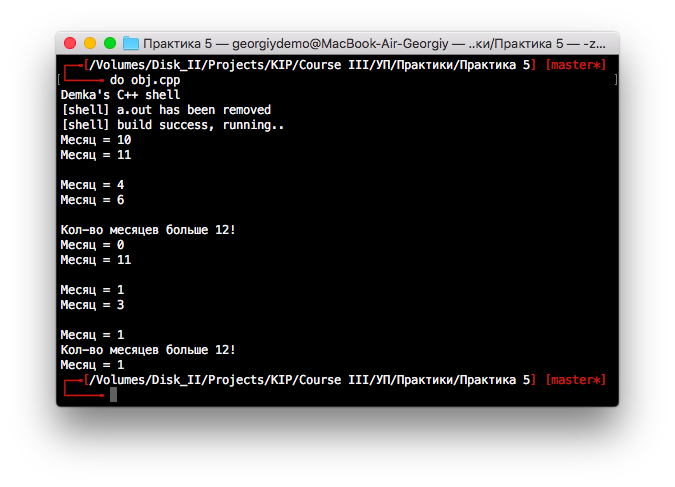 Практика 5 — georgiydemo@MacBook-Air-Georgiy — ..ки/Практика 5 — -z...
[/Volumes/Disk_II/Projects/KIP/Course III/УП/Практики/Практика 5] [master*]
do obj.cpp
Demka's C++ shell
[shell] a.out has been removed
[shell] build success, running..
Месяц = 10
Месяц = 11
Месяц = 4
Месяц = 6
Кол-во месяцев больше 12!
Месяц = 0
Месяц = 11
Месяц = 1
Месяц = 3
Месяц = 1
Кол-во месяцев больше 12!
Месяц = 1
[/Volumes/Disk_II/Projects/KIP/Course III/УП/Практики/Практика 5] [master*]